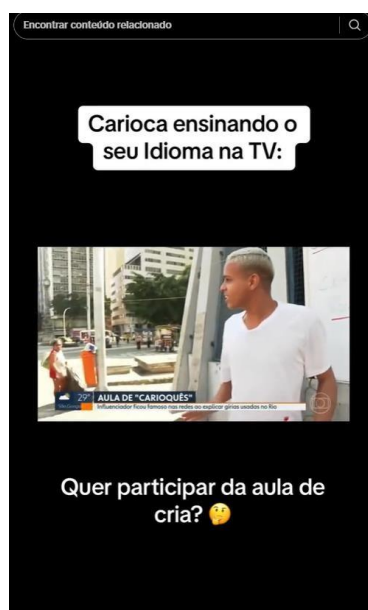 Encontrar conteúdo relacionado
Carioca ensinando o
seu Idioma na TV:
29° AULA DE "CARIOQUÊS"
Influenciador ficou famoso nas redes ao explicar gírias usadas no Rio
Quer participar da aula de
cria? 🤔